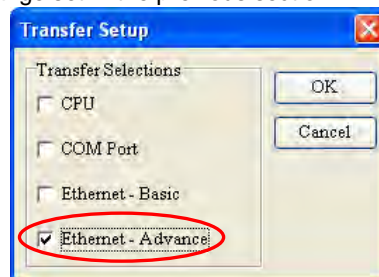 Transfer Setup
Transfer Selections
OK
CPU
Cancel
COM Port
Ethernet - Basic
Ethernet - Advance